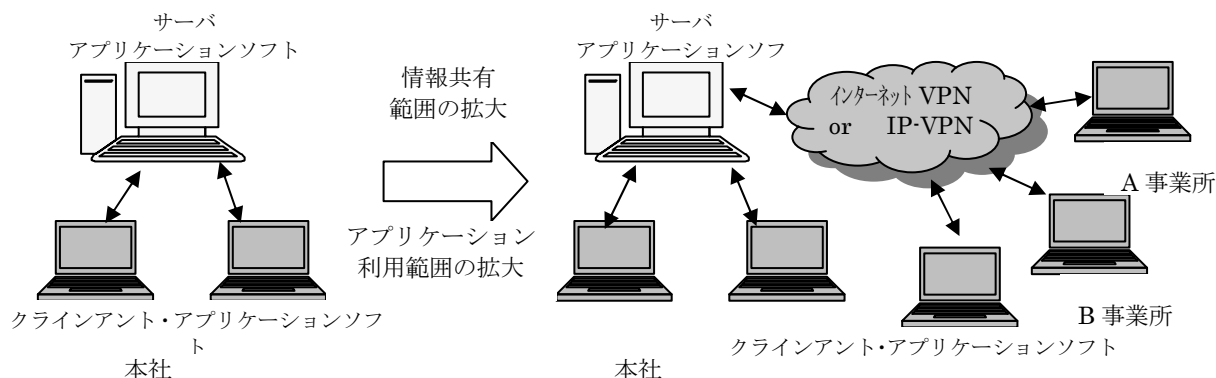 サーバ
アプリケーションソフト
クラインアント・アプリケーションソフ
ト
本社
情報共有
範囲の拡大
アプリケーション
利用範囲の拡大
サーバ
アプリケーションソフ
インターネット VPN
or IP-VPN
A 事業所
B 事業所
クラインアント・アプリケーションソフト
本社